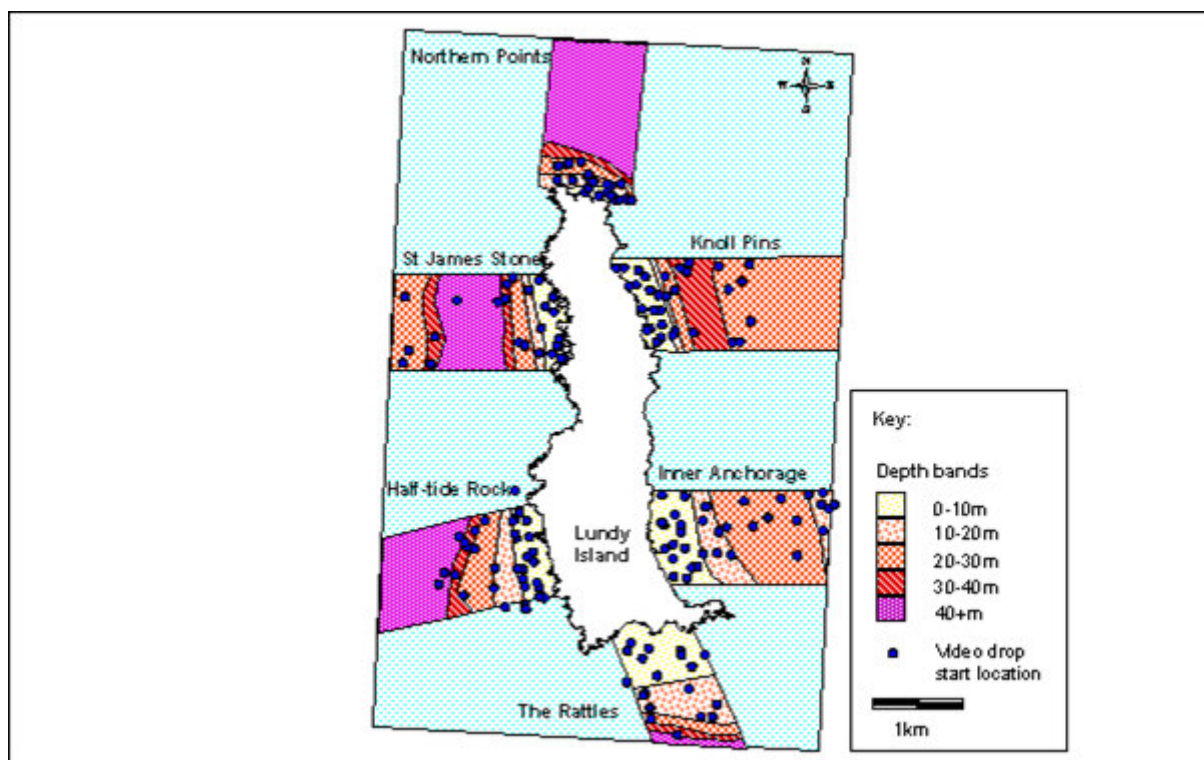 Northern Points
N
W E
S
Knoll Pins
St James Stone
Inner Anchorage
Half-tide Rock
Lundy
Island
The Rattles
Key:
Depth bands
0-10m
10-20m
20-30m
30-40m
40+m
Video drop
start location
1km